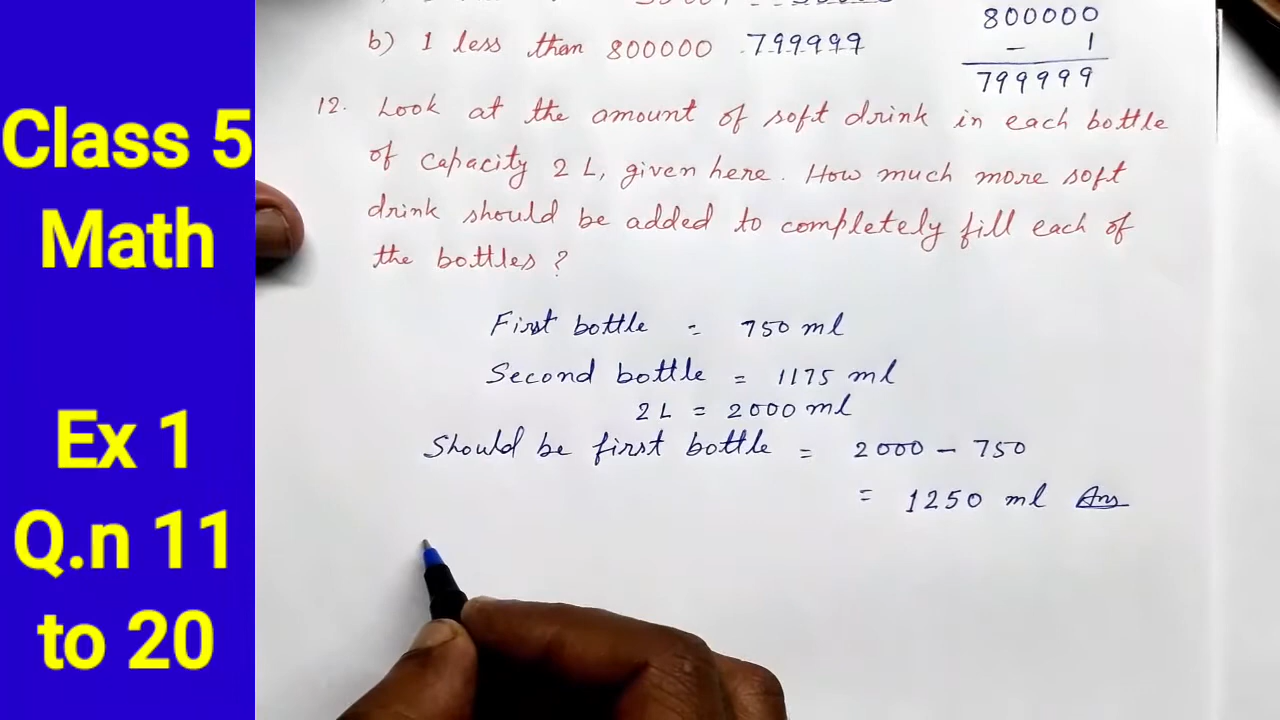 Class 5
Math
Ex 1
Q.n 11
to 20
b) 1 less than 800000 799999
800000
- 1
799999
12. Look at the amount of soft drink in each bottle
of capacity 2 L, given here. How much more soft
drink should be added to completely fill each of
the bottles ?
First bottle = 750 ml
Second bottle = 1175 ml
2 L = 2000 ml
Should be first bottle = 2000 - 750
= 1250 ml Ans